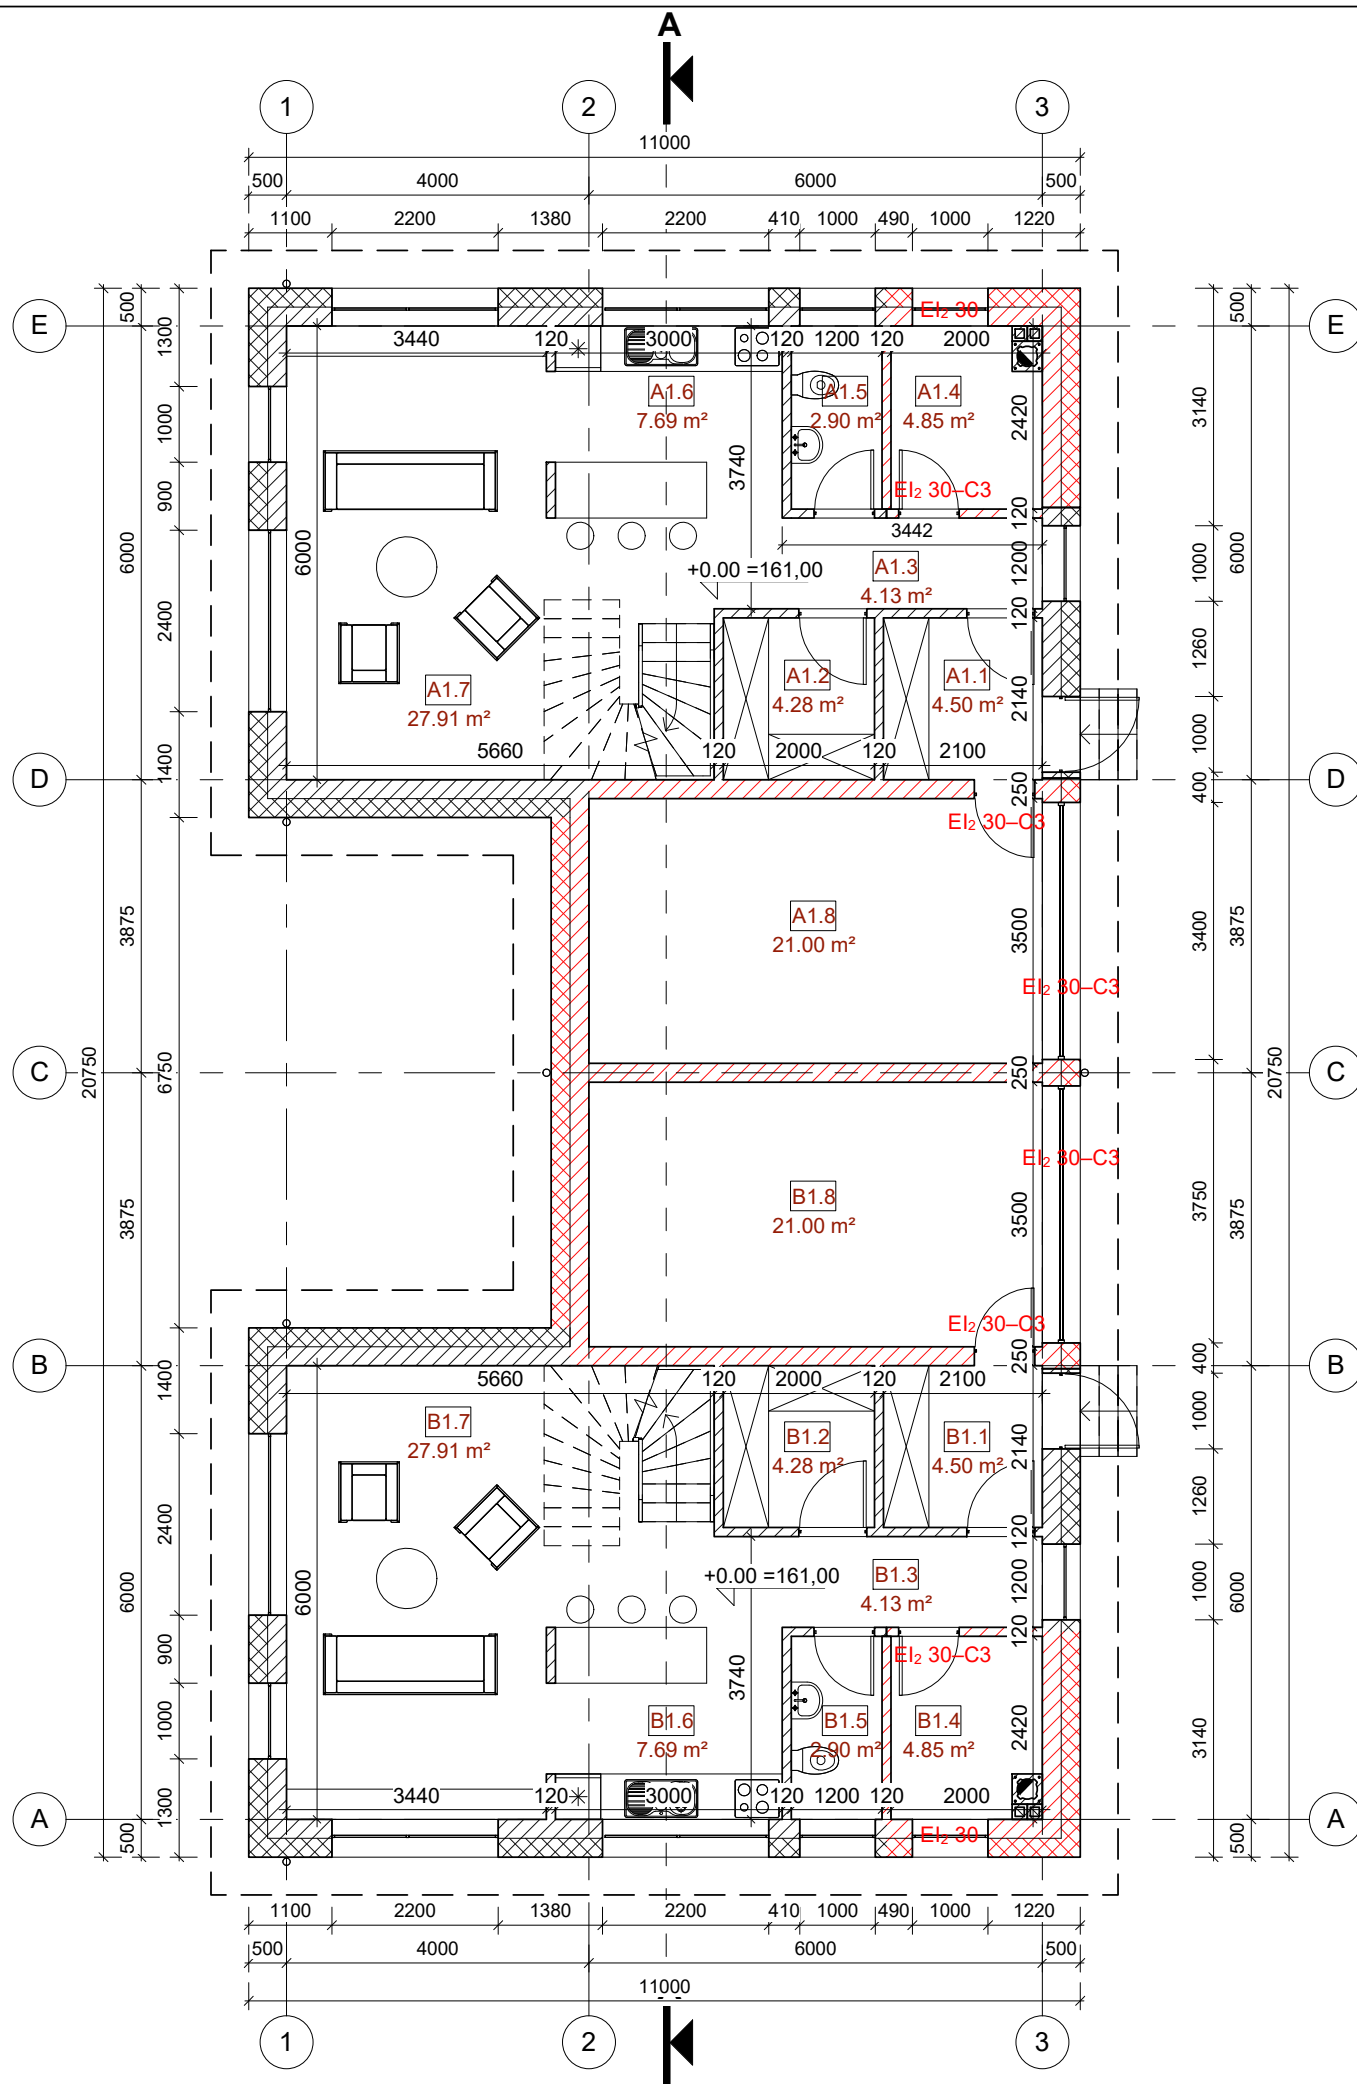 A
1 2 3
11000
500 4000 6000 500
1100 2200 1380 2200 410 1000 490 1000 1220
E E
500 1300 1000 900 2400 1400
6000
3875 6750 20750 3875
1400 2400 900 1000 1300
6000 500
EI₂ 30
3440 120 3000 120 1200 120 2000
A1.6
7.69 m²
A1.5
2.90 m²
A1.4
4.85 m²
2420
3140
500
3740
EI₂ 30–C3
120
3442
6000
A1.3
4.13 m²
+0.00 =161,00
1200
1000
6000
120
1260
A1.7
27.91 m²
A1.2
4.28 m²
A1.1
4.50 m²
2140
1000
5660 120 2000 120 2100
D D
250
400
EI₂ 30–C3
A1.8
21.00 m²
3500
3400
3875
EI₂ 30–C3
C C
250
20750
EI₂ 30–C3
B1.8
21.00 m²
3500
3750
3875
EI₂ 30–C3
B B
250
400
5660 120 2000 120 2100
B1.7
27.91 m²
B1.2
4.28 m²
B1.1
4.50 m²
2140
1000
1260
120
+0.00 =161,00
B1.3
4.13 m²
6000
1200
1000
6000
120
EI₂ 30–C3
3740
B1.6
7.69 m²
B1.5
2.90 m²
B1.4
4.85 m²
2420
3140
3440 120 3000 120 1200 120 2000
A A
EI₂ 30
500
1100 2200 1380 2200 410 1000 490 1000 1220
500 4000 6000 500
11000
1 2 3